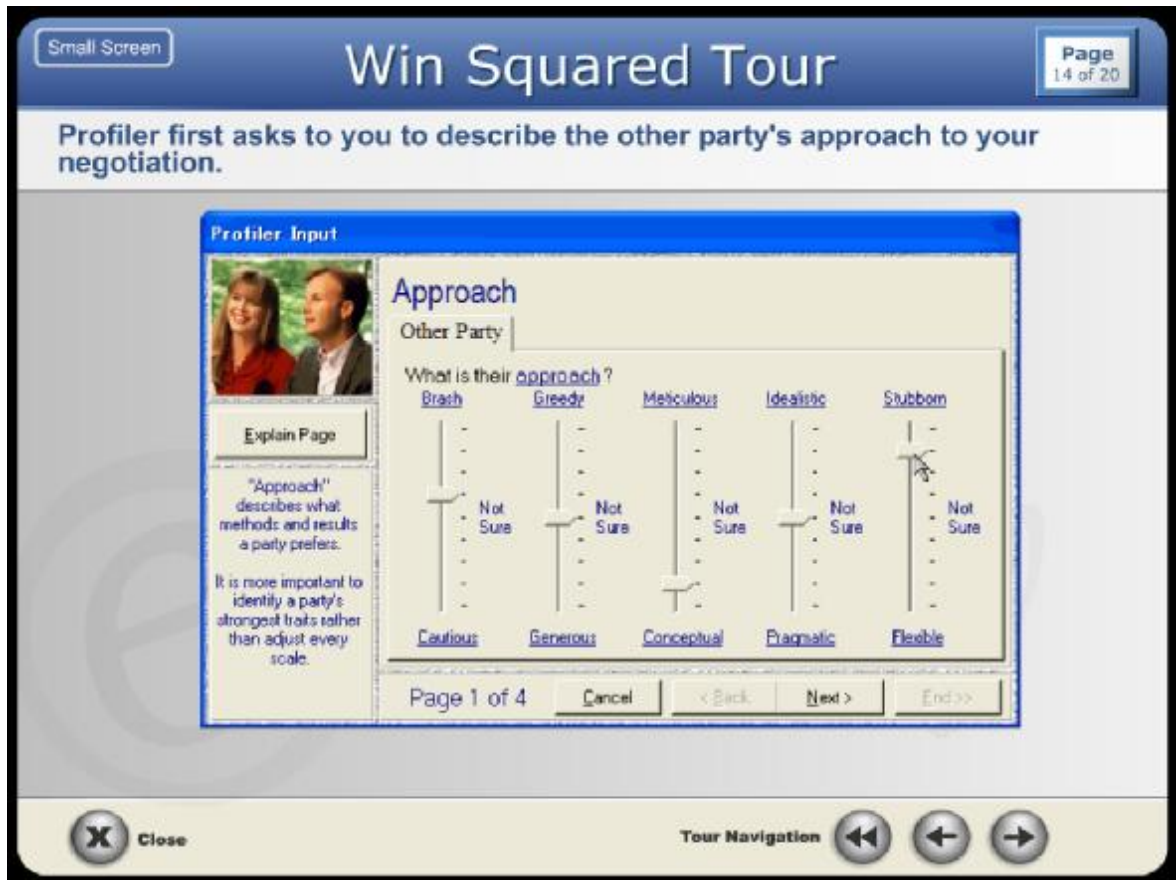 Small Screen
Win Squared Tour
Page
14 of 20
Profiler first asks to you to describe the other party's approach to your
negotiation.
Profiler Input
Approach
Other Party
What is their approach?
Brash Greedy Meticulous Idealistic Stubborn
Not Not Not Not
Sure Sure Sure Sure
Cautious Generous Conceptual Pragmatic Flexible
Explain Page
"Approach"
describes what
methods and results
a party prefers.
It is more important to
identify a party's
strongest traits rather
than adjust every
scale.
Page 1 of 4 Cancel < Back Next > End >>
Close
Tour Navigation